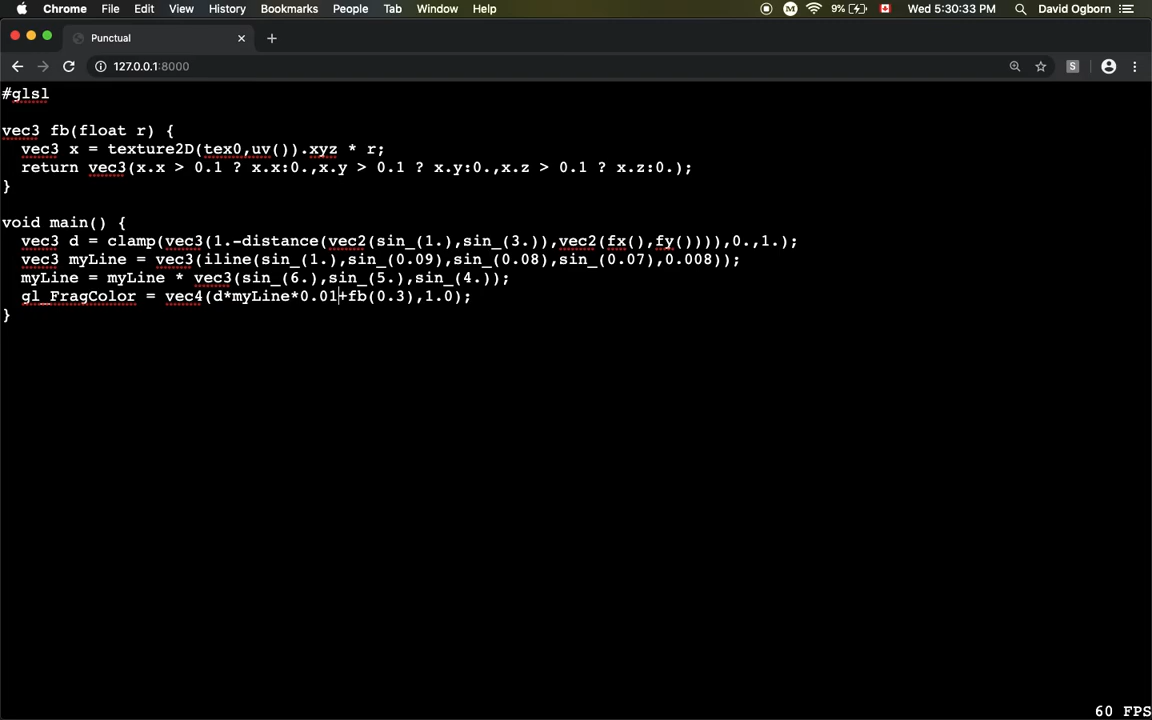 Chrome File Edit View History Bookmarks People Tab Window Help M 9% Wed 5:30:33 PM David Ogborn
Punctual
127.0.0.1:8000 S
#glsl
vec3 fb(float r) {
vec3 x = texture2D(tex0,uv()).xyz * r;
return vec3(x.x > 0.1 ? x.x:0.,x.y > 0.1 ? x.y:0.,x.z > 0.1 ? x.z:0.);
}
void main() {
vec3 d = clamp(vec3(1.-distance(vec2(sin_(1.),sin_(3.)),vec2(fx(),fy()))),0.,1.);
vec3 myLine = vec3(iline(sin_(1.),sin_(0.09),sin_(0.08),sin_(0.07),0.008));
myLine = myLine * vec3(sin_(6.),sin_(5.),sin_(4.));
gl_FragColor = vec4(d*myLine*0.01+fb(0.3),1.0);
}
60 FPS